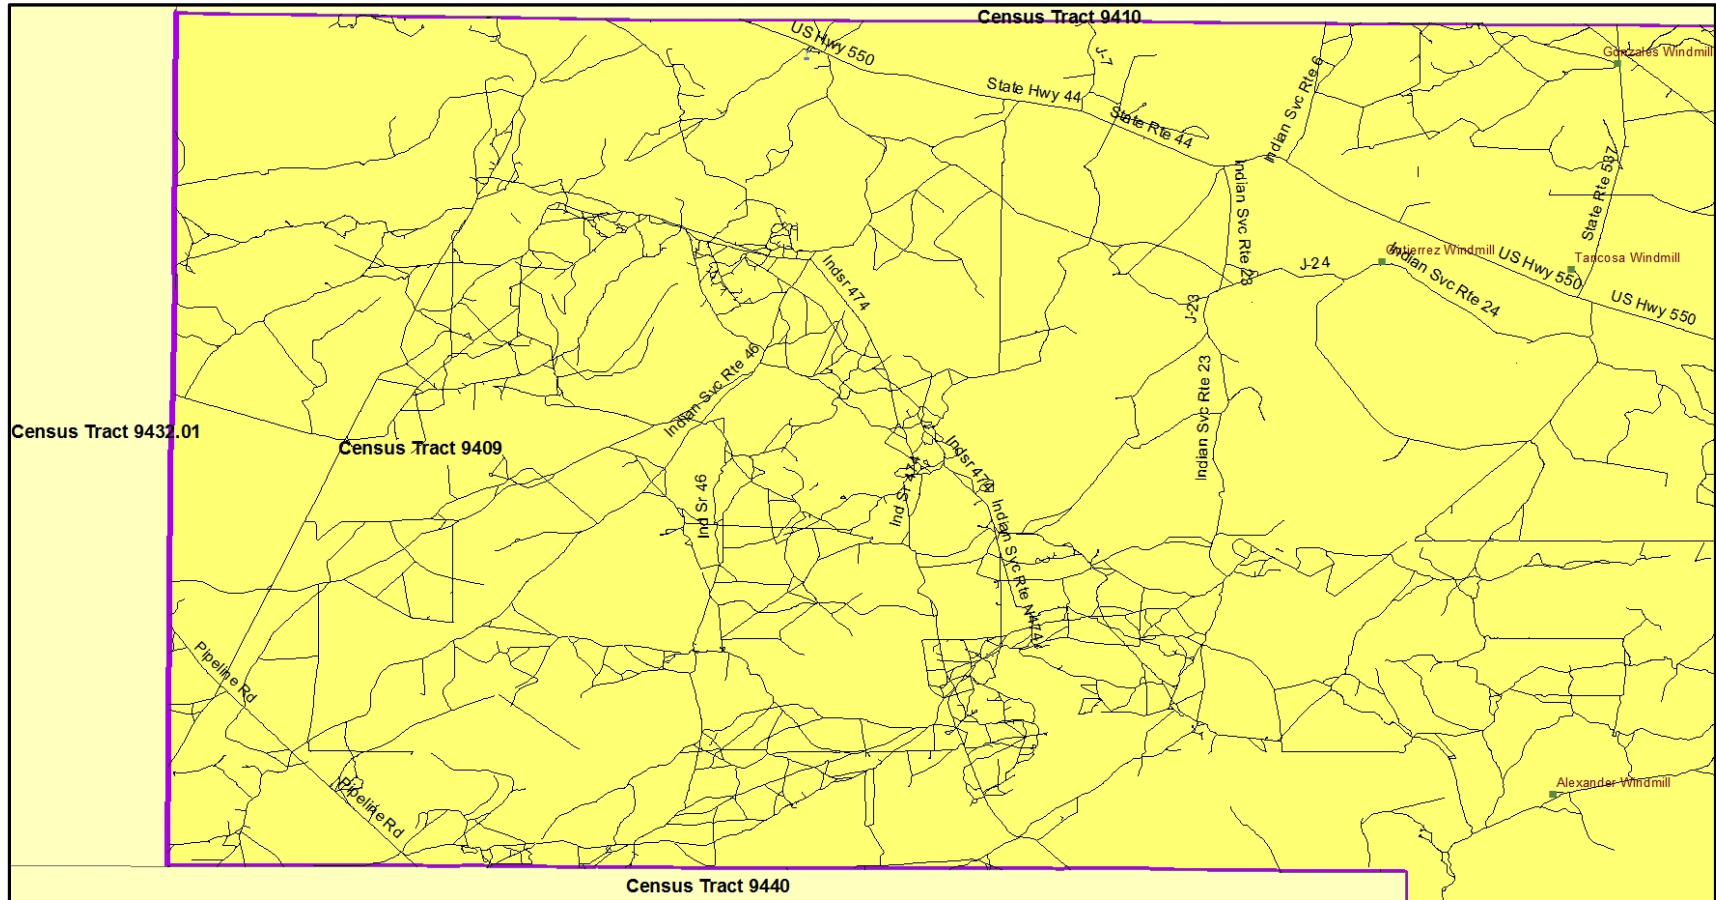 Census Tract 9410
US Hwy 550
J-7
Gonzales Windmill
State Hwy 44
State Rte 44
Indian Svc Rte 6
State Rte 537
Indian Svc Rte 23
Gutierrez Windmill
Tancosa Windmill
US Hwy 550
J-24
Indian Svc Rte 24
US Hwy 550
Indsr 474
J-23
Indian Svc Rte 46
Indian Svc Rte 23
Census Tract 9432.01
Census Tract 9409
Indsr 474
Ind Sr 46
Ind Sr 474
Indian Svc Rte N474
Pipeline Rd
Pipeline Rd
Alexander Windmill
Census Tract 9440